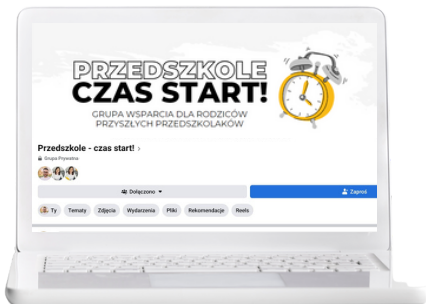 PRZEDSZKOLE
CZAS START!
GRUPA WSPARCIA DLA RODZICÓW
PRZYSZŁYCH PRZEDSZKOLAKÓW
Przedszkole - czas start! ›
Grupa Prywatna
Dołączono
Zaproś
Ty Tematy Zdjęcia Wydarzenia Pliki Rekomendacje Reels